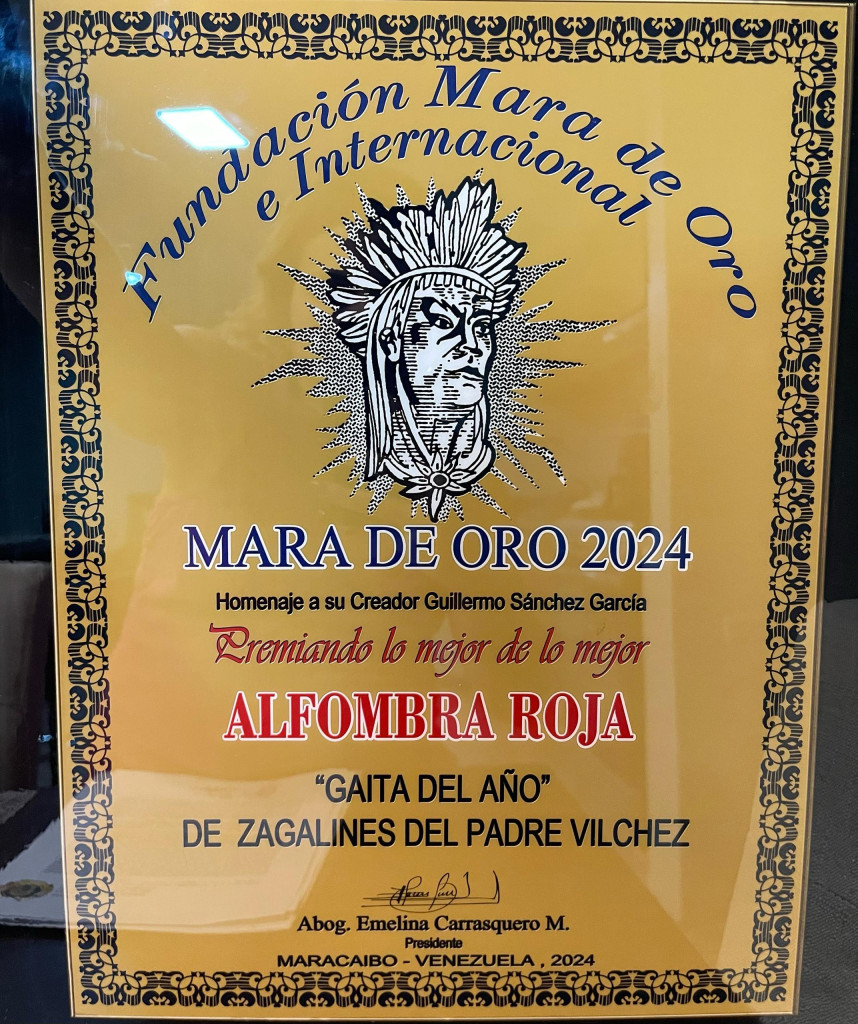 Fundación Mara de Oro
e Internacional
MARA DE ORO 2024
Homenaje a su Creador Guillermo Sánchez García
Premiando lo mejor de lo mejor
ALFOMBRA ROJA
“GAITA DEL AÑO”
DE ZAGALINES DEL PADRE VILCHEZ
Abog. Emelina Carrasquero M.
Presidente
MARACAIBO - VENEZUELA , 2024